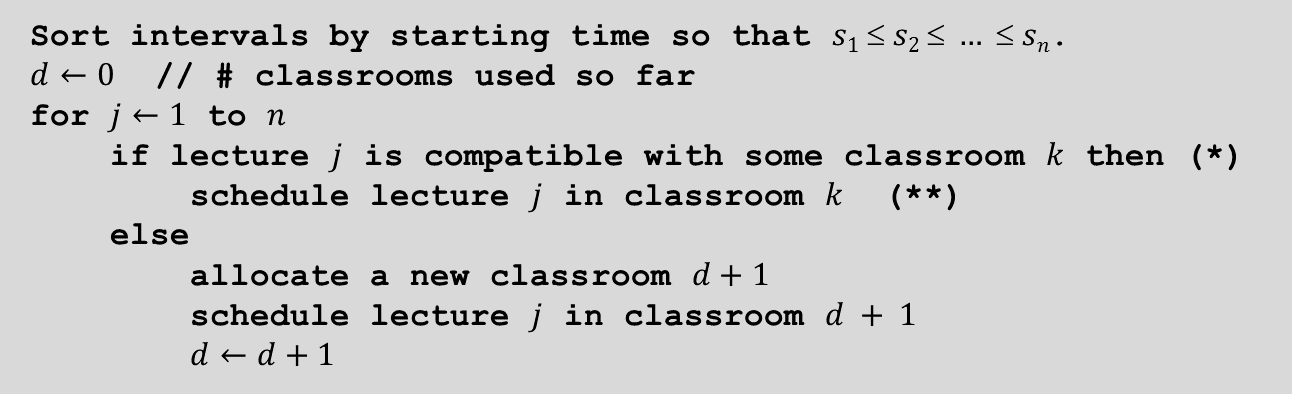 Sort intervals by starting time so that s₁ ≤ s₂ ≤ … ≤ sₙ.
d ← 0 // # classrooms used so far
for j ← 1 to n
if lecture j is compatible with some classroom k then (*)
schedule lecture j in classroom k (**)
else
allocate a new classroom d + 1
schedule lecture j in classroom d + 1
d ← d + 1